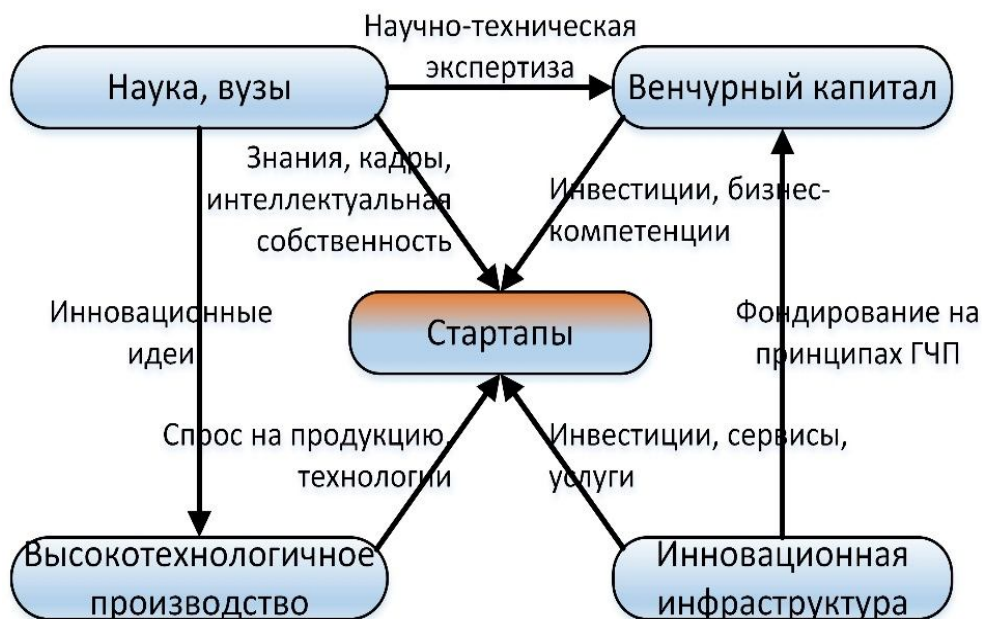 Научно-техническая
экспертиза
Наука, вузы
Венчурный капитал
Знания, кадры,
интеллектуальная
собственность
Инвестиции, бизнес-
компетенции
Инновационные
идеи
Стартапы
Фондирование на
принципах ГЧП
Спрос на продукцию,
технологии
Инвестиции, сервисы,
услуги
Высокотехнологичное
производство
Инновационная
инфраструктура